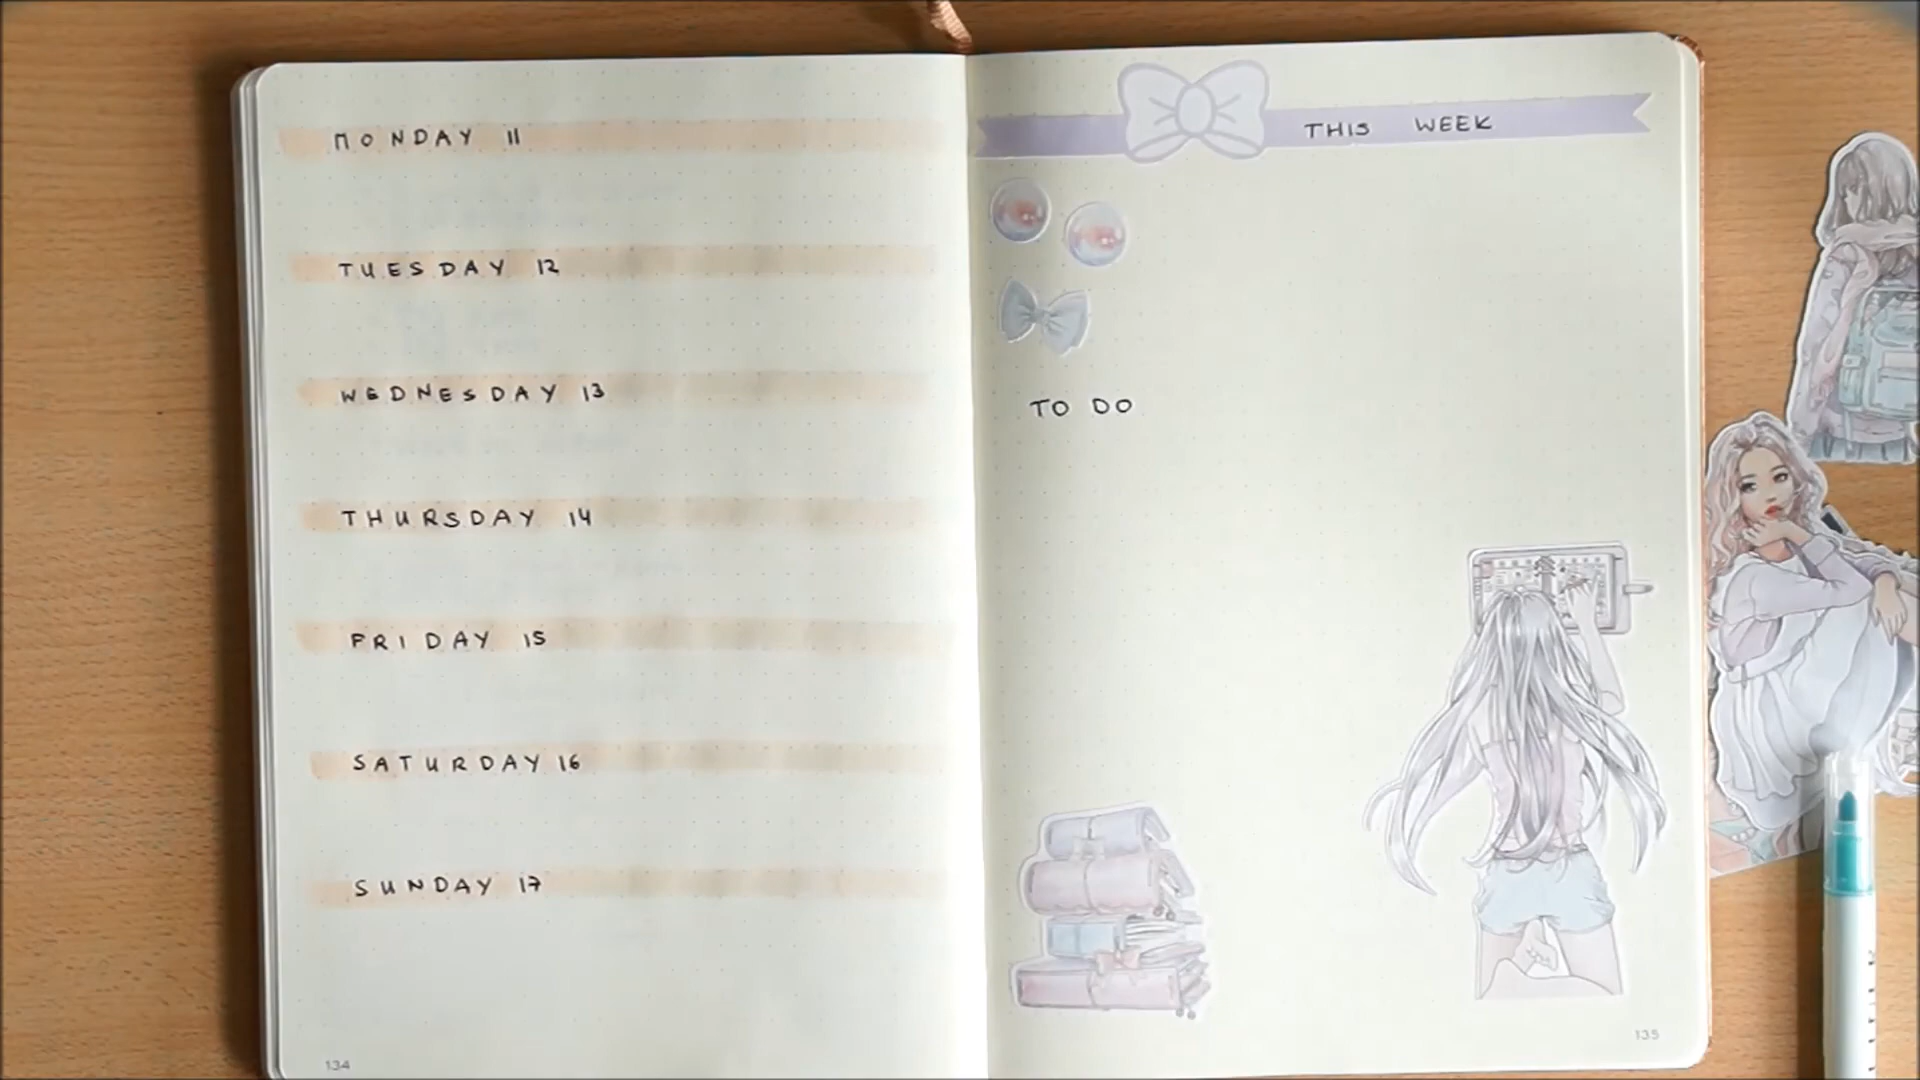 MONDAY 11
TUESDAY 12
WEDNESDAY 13
THURSDAY 14
FRIDAY 15
SATURDAY 16
SUNDAY 17
134
THIS WEEK
TO DO
135